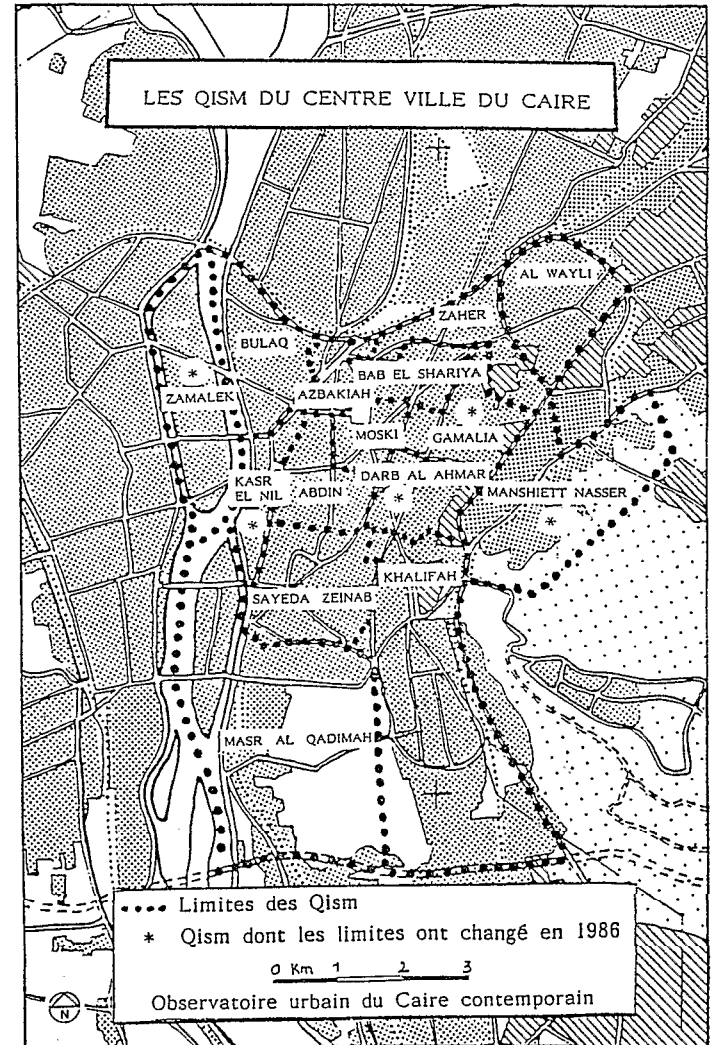 LES QISM DU CENTRE VILLE DU CAIRE
AL WAYLI
ZAHER
BULAQ
BAB EL SHARIYA
*
ZAMALEK
AZBAKIAH
*
MOSKI
GAMALIA
DARB AL AHMAR
KASR
EL NIL
ABDIN
MANSHIETT NASSER
*
*
*
KHALIFAH
SAYEDA ZEINAB
MASR AL QADIMAH
Limites des Qism
* Qism dont les limites ont changé en 1986
0 Km 1 2 3
Observatoire urbain du Caire contemporain
N